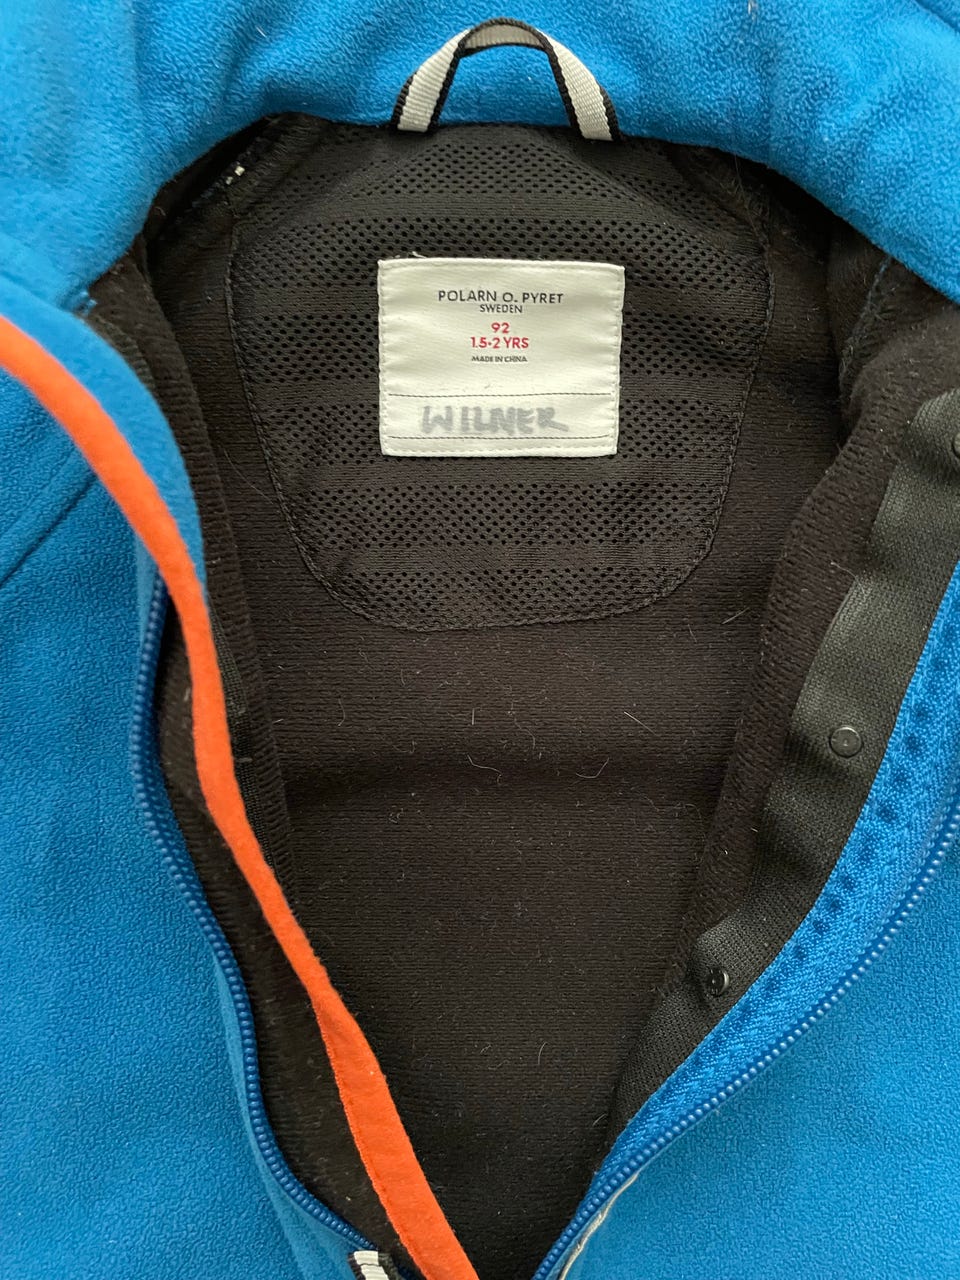 POLARN O. PYRET
SWEDEN
92
1.5-2 YRS
MADE IN CHINA
WILNER